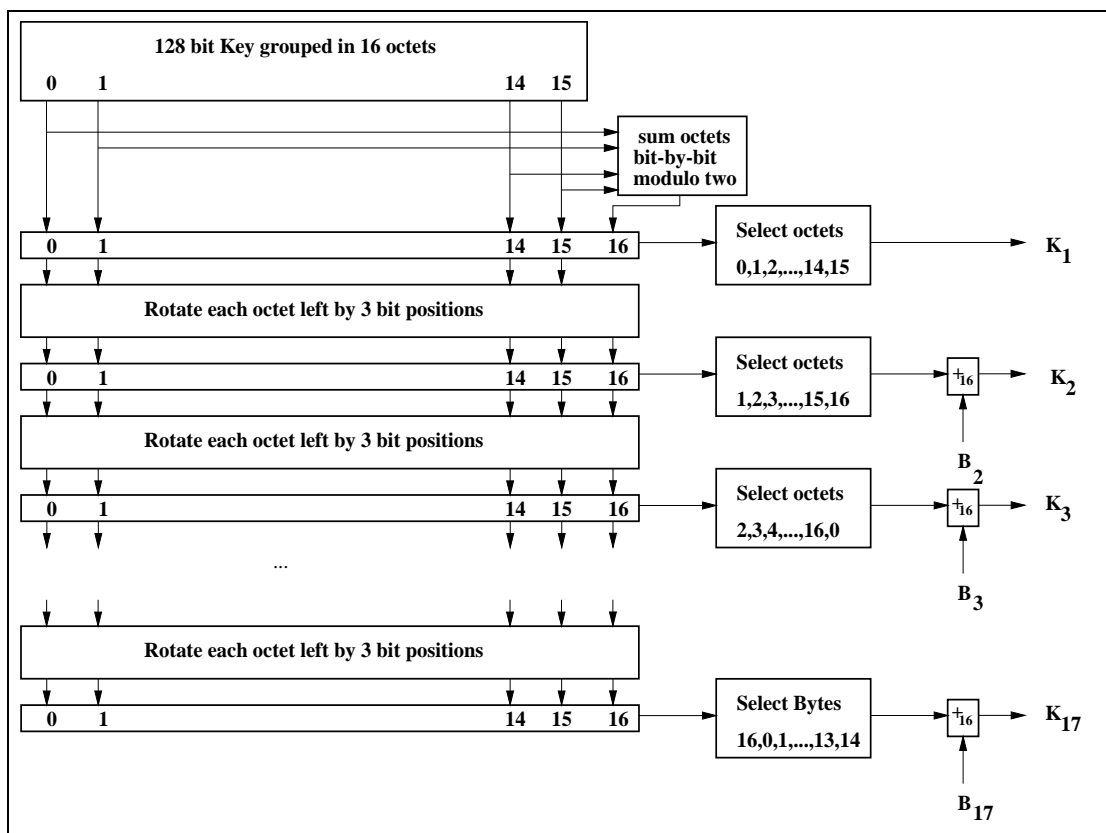 128 bit Key grouped in 16 octets
0 1 14 15
sum octets
bit-by-bit
modulo two
0 1 14 15 16
Select octets
0,1,2,...,14,15
K1
Rotate each octet left by 3 bit positions
0 1 14 15 16
Select octets
1,2,3,...,15,16
+16
K2
B2
Rotate each octet left by 3 bit positions
0 1 14 15 16
Select octets
2,3,4,...,16,0
+16
K3
B3
...
Rotate each octet left by 3 bit positions
0 1 14 15 16
Select Bytes
16,0,1,...,13,14
+16
K17
B17